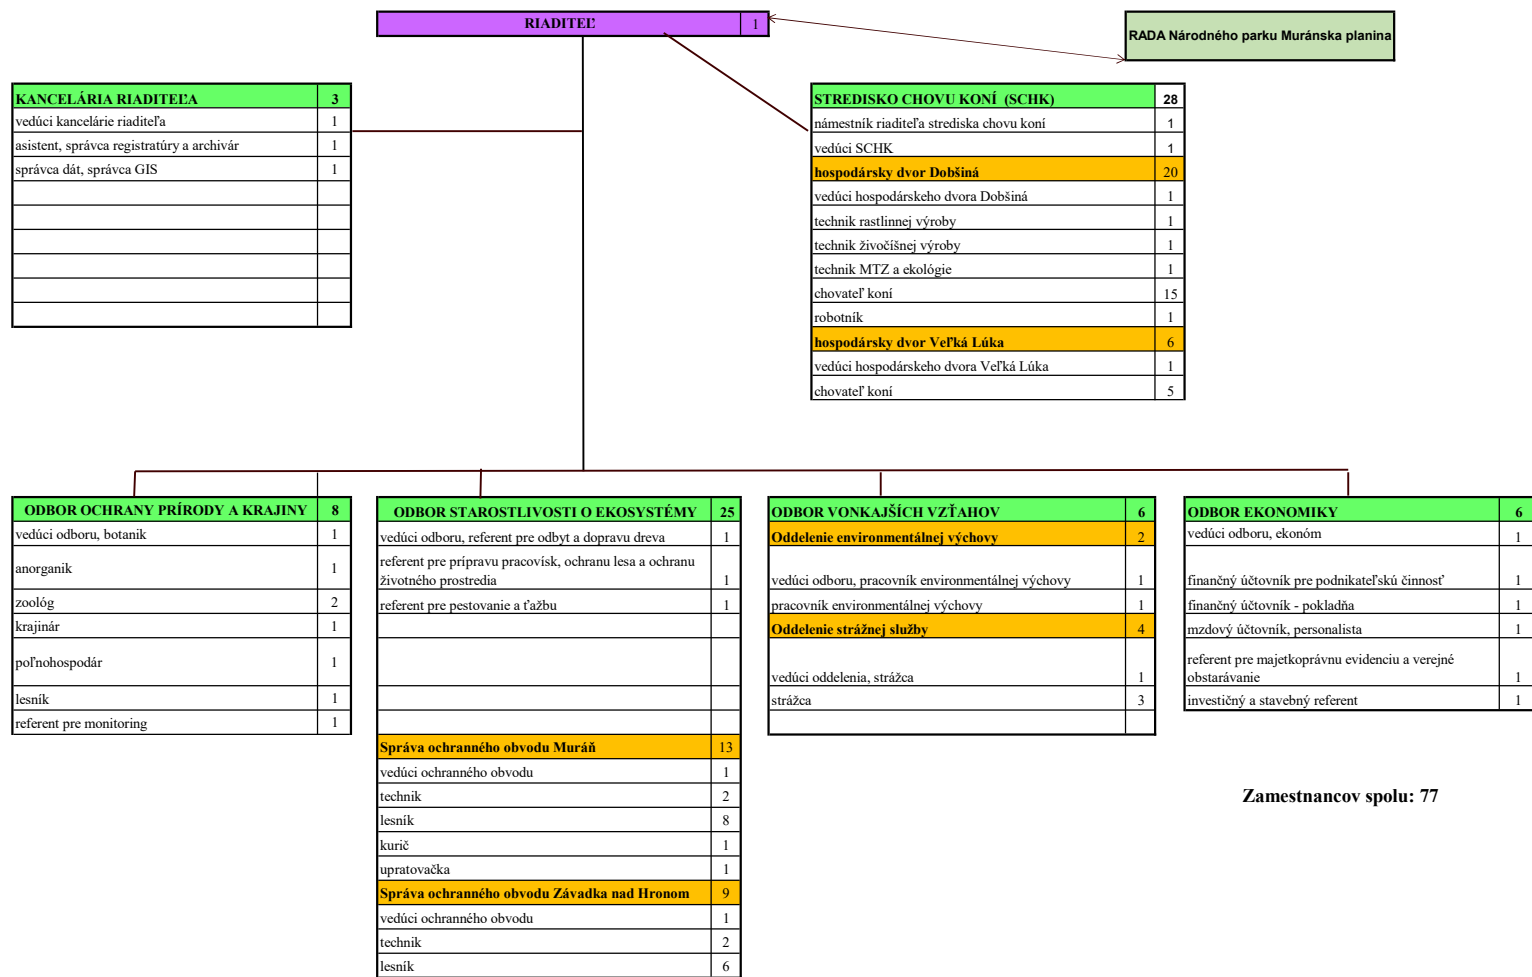 RIADITEĽ 1
RADA Národného parku Muránska planina
KANCELÁRIA RIADITEĽA 3
vedúci kancelárie riaditeľa 1
asistent, správca registratúry a archivár 1
správca dát, správca GIS 1
STREDISKO CHOVU KONÍ (SCHK) 28
námestník riaditeľa strediska chovu koní 1
vedúci SCHK 1
hospodársky dvor Dobšiná 20
vedúci hospodárskeho dvora Dobšiná 1
technik rastlinnej výroby 1
technik živočíšnej výroby 1
technik MTZ a ekológie 1
chovateľ koní 15
robotník 1
hospodársky dvor Veľká Lúka 6
vedúci hospodárskeho dvora Veľká Lúka 1
chovateľ koní 5
ODBOR OCHRANY PRÍRODY A KRAJINY 8
vedúci odboru, botanik 1
anorganik 1
zoológ 2
krajinár 1
poľnohospodár 1
lesník 1
referent pre monitoring 1
ODBOR STAROSTLIVOSTI O EKOSYSTÉMY 25
vedúci odboru, referent pre odbyt a dopravu dreva 1
referent pre prípravu pracovísk, ochranu lesa a ochranu
životného prostredia 1
referent pre pestovanie a ťažbu 1
Správa ochranného obvodu Muráň 13
vedúci ochranného obvodu 1
technik 2
lesník 8
kurič 1
upratovačka 1
Správa ochranného obvodu Závadka nad Hronom 9
vedúci ochranného obvodu 1
technik 2
lesník 6
ODBOR VONKAJŠÍCH VZŤAHOV 6
Oddelenie environmentálnej výchovy 2
vedúci odboru, pracovník environmentálnej výchovy 1
pracovník environmentálnej výchovy 1
Oddelenie strážnej služby 4
vedúci oddelenia, strážca 1
strážca 3
ODBOR EKONOMIKY 6
vedúci odboru, ekonóm 1
finančný účtovník pre podnikateľskú činnosť 1
finančný účtovník - pokladňa 1
mzdový účtovník, personalista 1
referent pre majetkoprávnu evidenciu a verejné
obstarávanie 1
investičný a stavebný referent 1
Zamestnancov spolu: 77